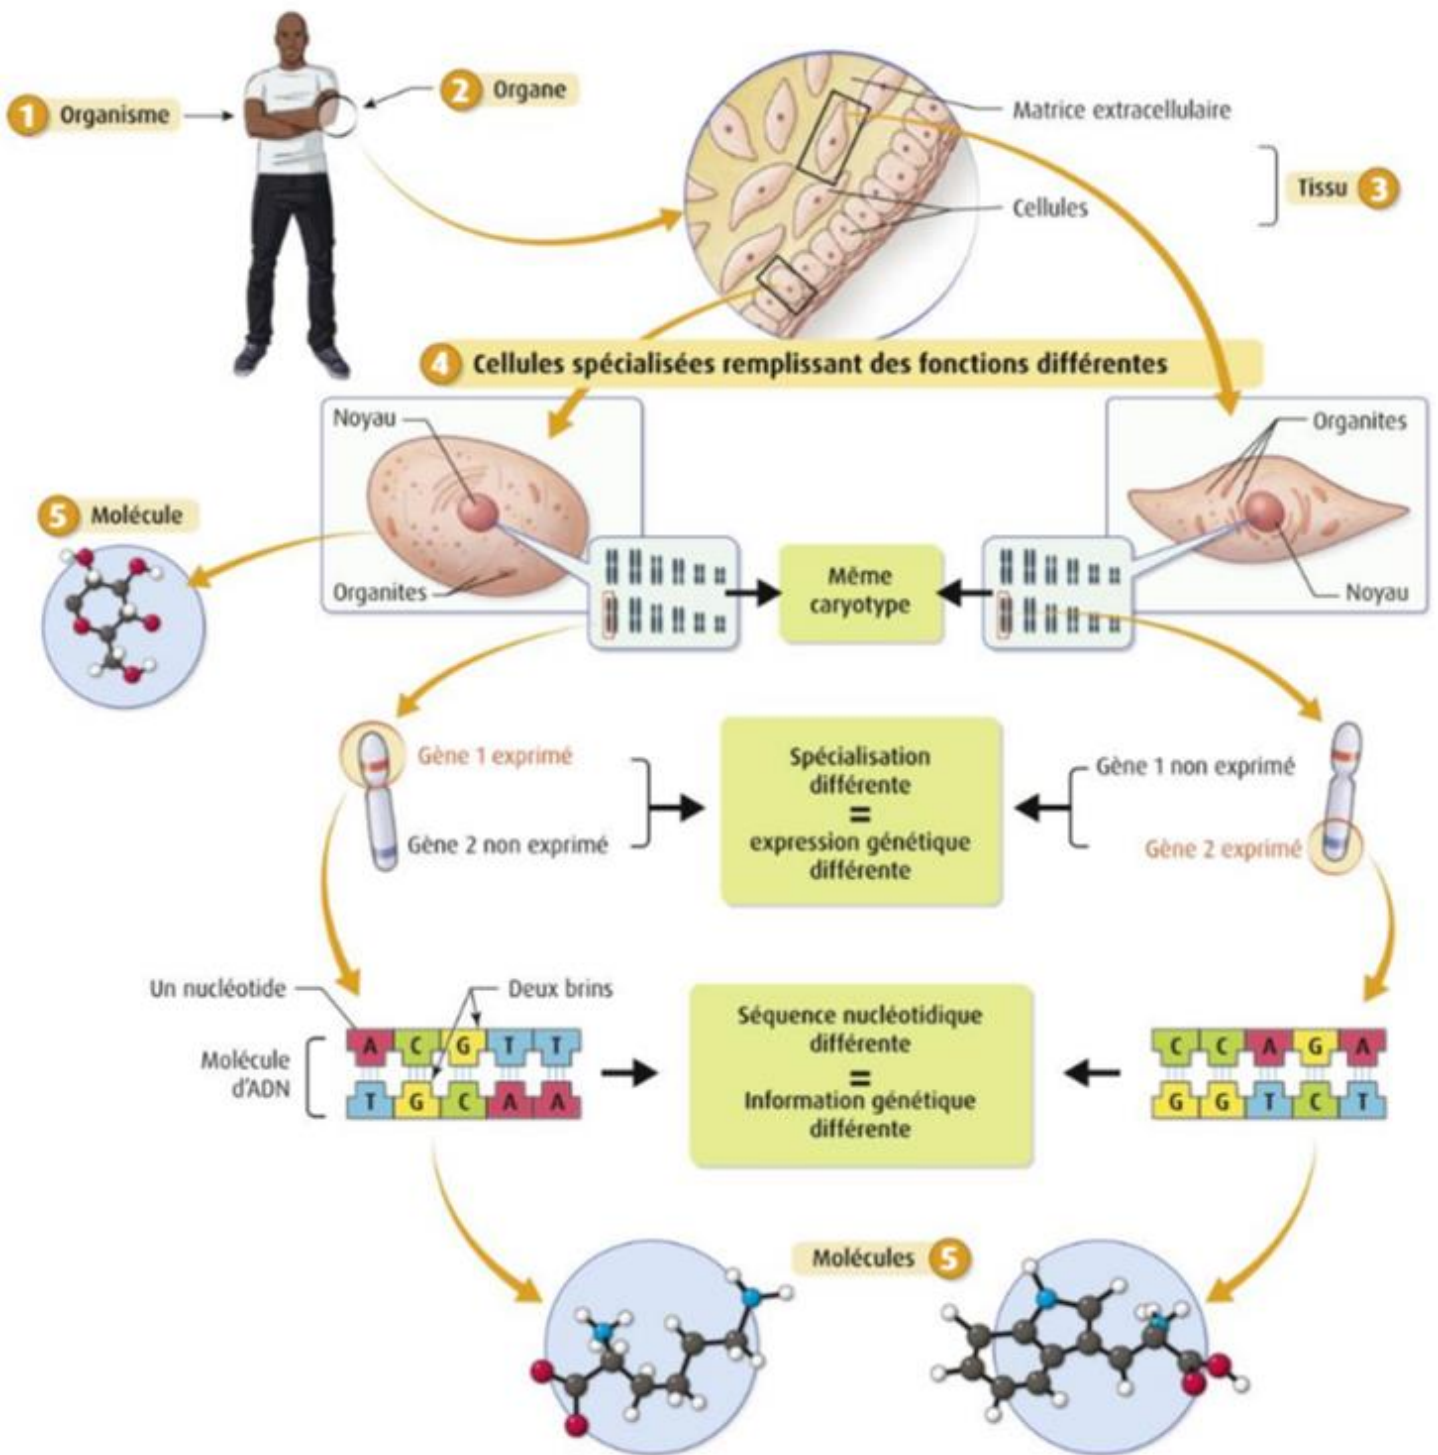 1 Organisme
2 Organe
Matrice extracellulaire
Cellules
Tissu 3
4 Cellules spécialisées remplissant des fonctions différentes
Noyau
Organites
Organites
Noyau
5 Molécule
Même
caryotype
Gène 1 exprimé
Gène 2 non exprimé
Spécialisation
différente
=
expression génétique
différente
Gène 1 non exprimé
Gène 2 exprimé
Un nucléotide
Deux brins
Molécule
d'ADN
A C G T T
T G C A A
Séquence nucléotidique
différente
=
Information génétique
différente
C C A G A
G G T C T
Molécules 5